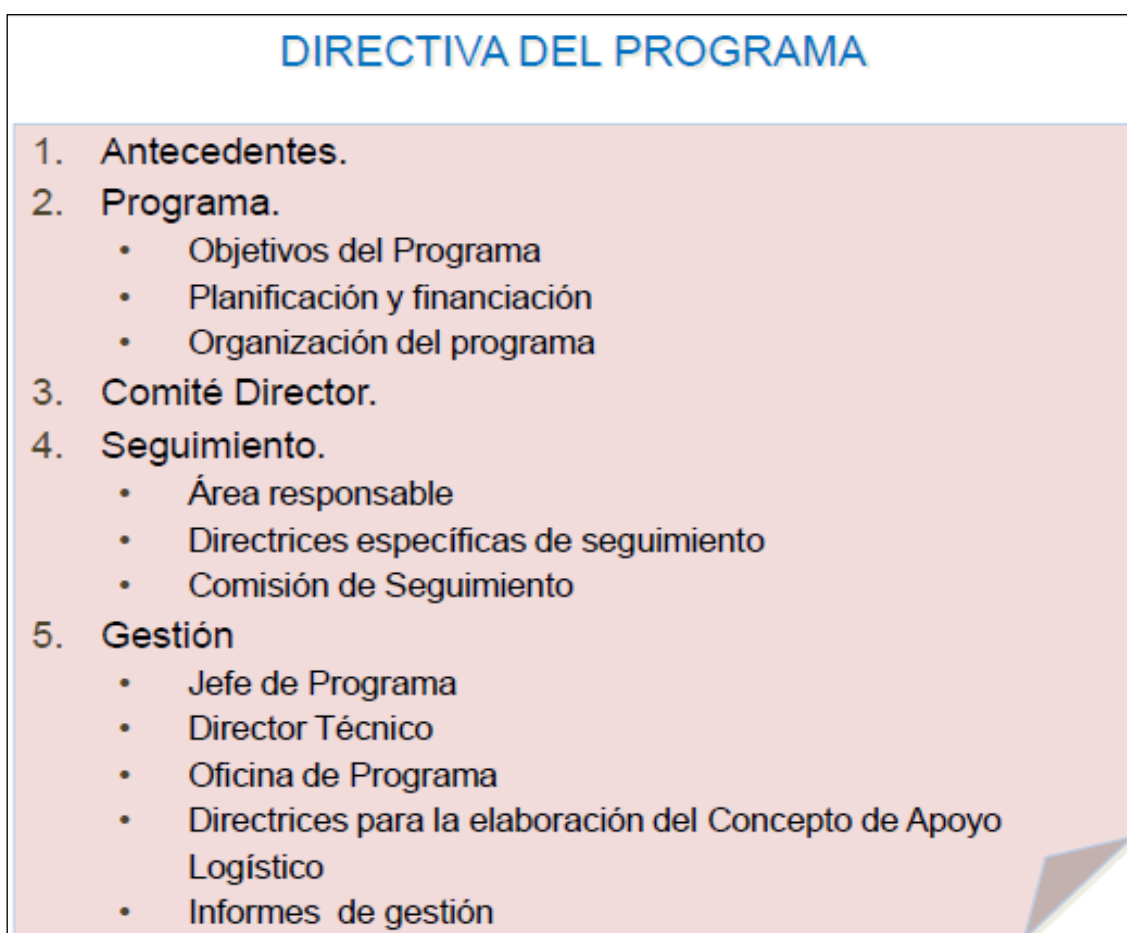 DIRECTIVA DEL PROGRAMA
1. Antecedentes.
2. Programa.
• Objetivos del Programa
• Planificación y financiación
• Organización del programa
3. Comité Director.
4. Seguimiento.
• Área responsable
• Directrices específicas de seguimiento
• Comisión de Seguimiento
5. Gestión
• Jefe de Programa
• Director Técnico
• Oficina de Programa
• Directrices para la elaboración del Concepto de Apoyo
Logístico
• Informes de gestión